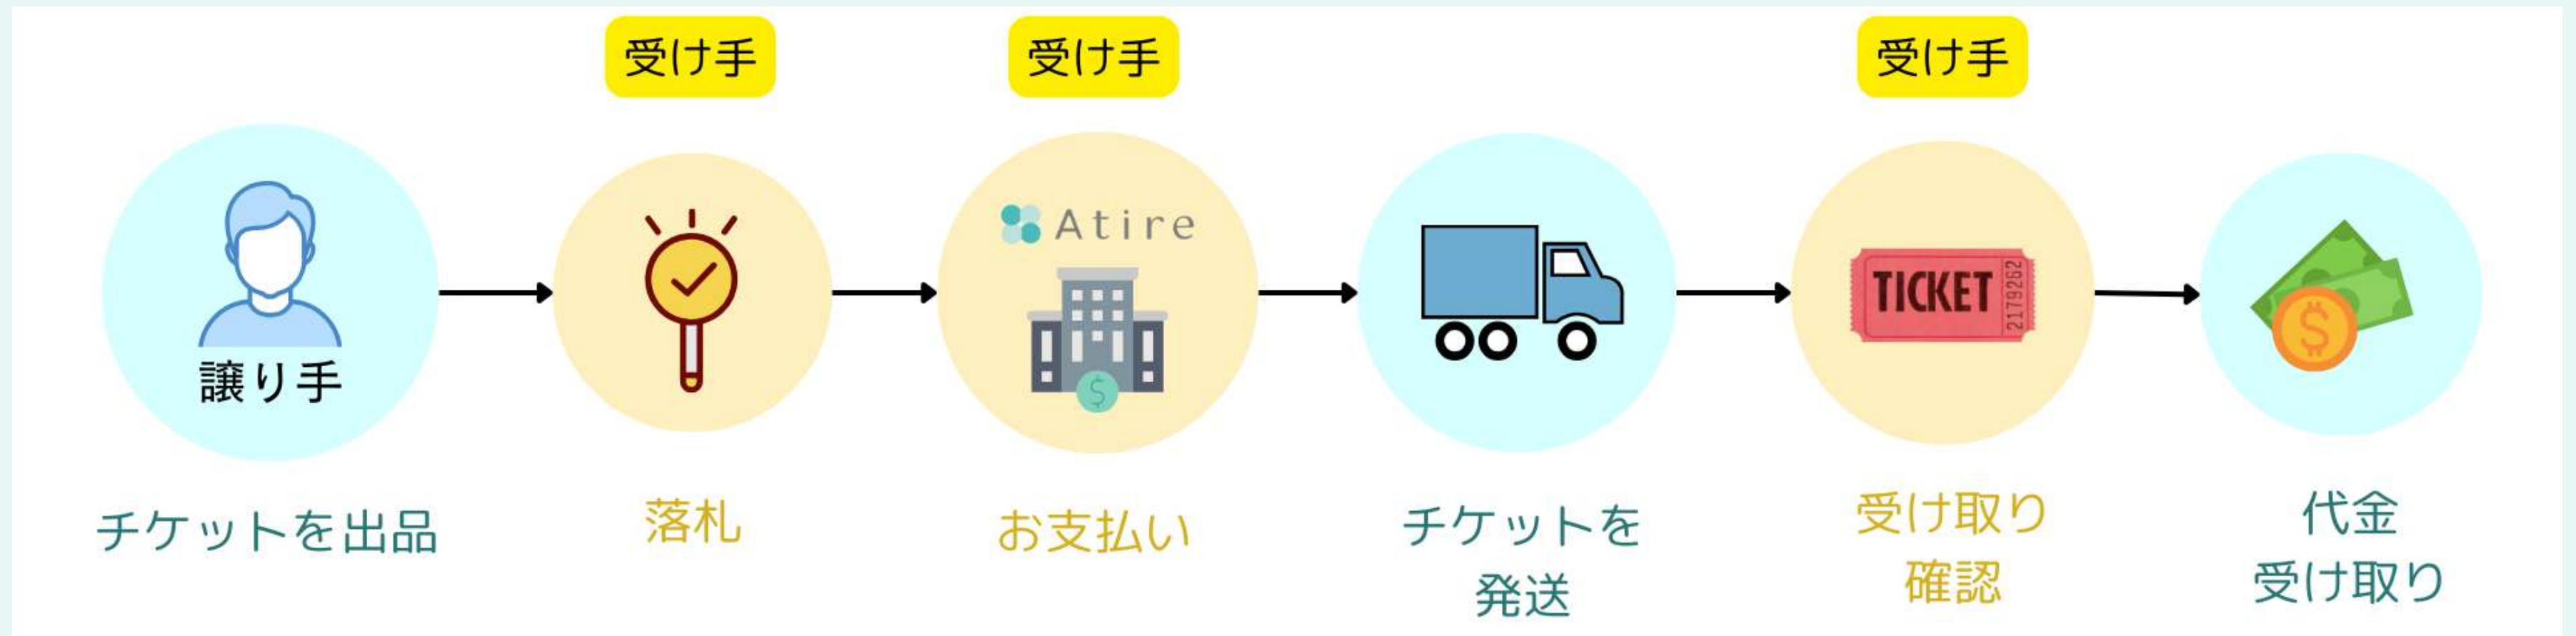 受け手
受け手
受け手
譲り手
Atire
TICKET
2179262
チケットを出品
落札
お支払い
チケットを
発送
受け取り
確認
代金
受け取り